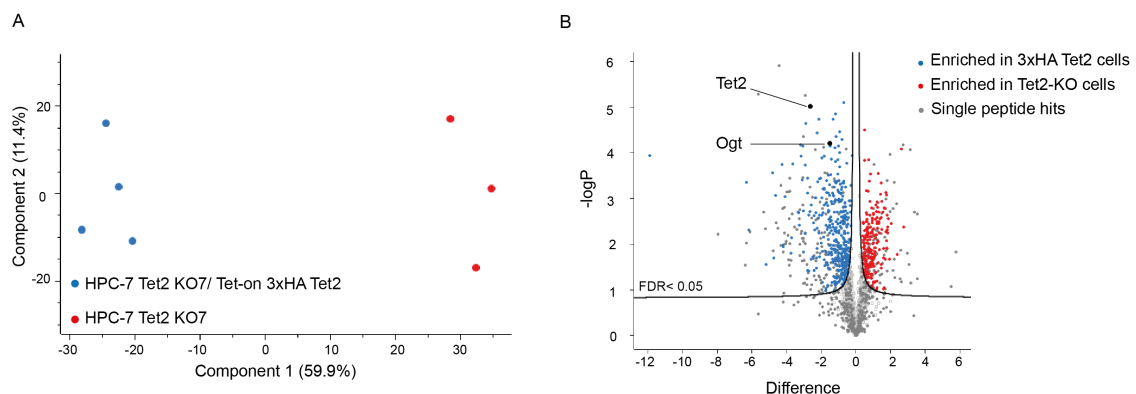 A
Component 2 (11.4%)
20
0
-20
HPC-7 Tet2 KO7/ Tet-on 3xHA Tet2
HPC-7 Tet2 KO7
-30 -20 -10 0 10 20 30
Component 1 (59.9%)
B
-logP
6
5
4
3
2
1
0
Tet2
Ogt
FDR< 0.05
-12 -10 -8 -6 -4 -2 0 2 4 6
Difference
Enriched in 3xHA Tet2 cells
Enriched in Tet2-KO cells
Single peptide hits